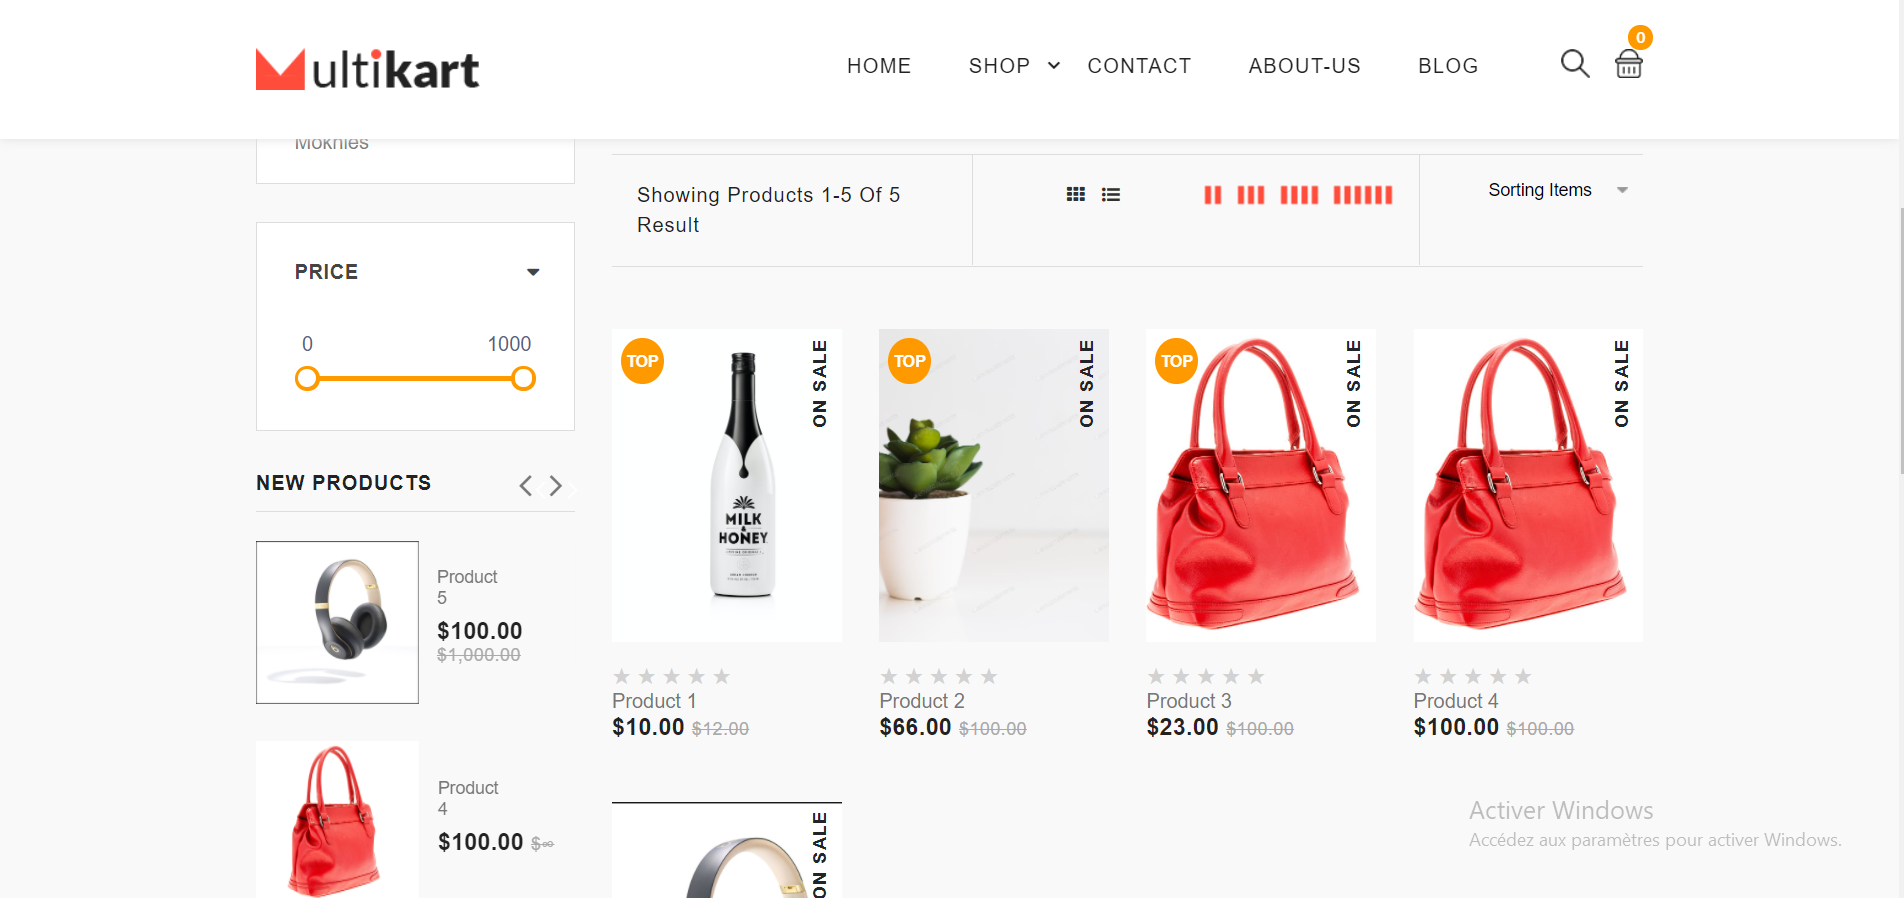 Multikart
HOME
SHOP
CONTACT
ABOUT-US
BLOG
0
Moknies
Showing Products 1-5 Of 5
Result
Sorting Items
PRICE
0
1000
NEW PRODUCTS
Product
5
$100.00
$1,000.00
Product
4
$100.00 $∞
TOP
ON SALE
MILK
&
HONEY
Product 1
$10.00 $12.00
TOP
ON SALE
Product 2
$66.00 $100.00
TOP
ON SALE
Product 3
$23.00 $100.00
ON SALE
Product 4
$100.00 $100.00
ON SALE
Activer Windows
Accédez aux paramètres pour activer Windows.